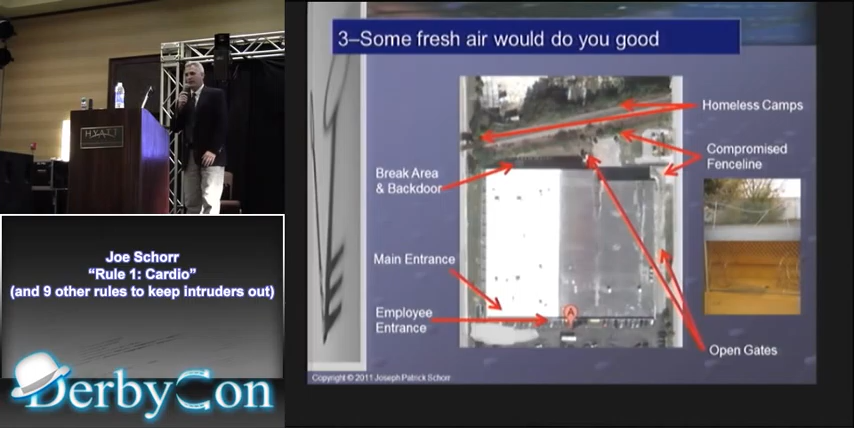 3–Some fresh air would do you good
Homeless Camps
Compromised
Fenceline
Break Area
& Backdoor
Main Entrance
Employee
Entrance
A
Open Gates
Copyright © 2011 Joseph Patrick Schorr
HYATT
Joe Schorr
“Rule 1: Cardio”
(and 9 other rules to keep intruders out)
DerbyCon